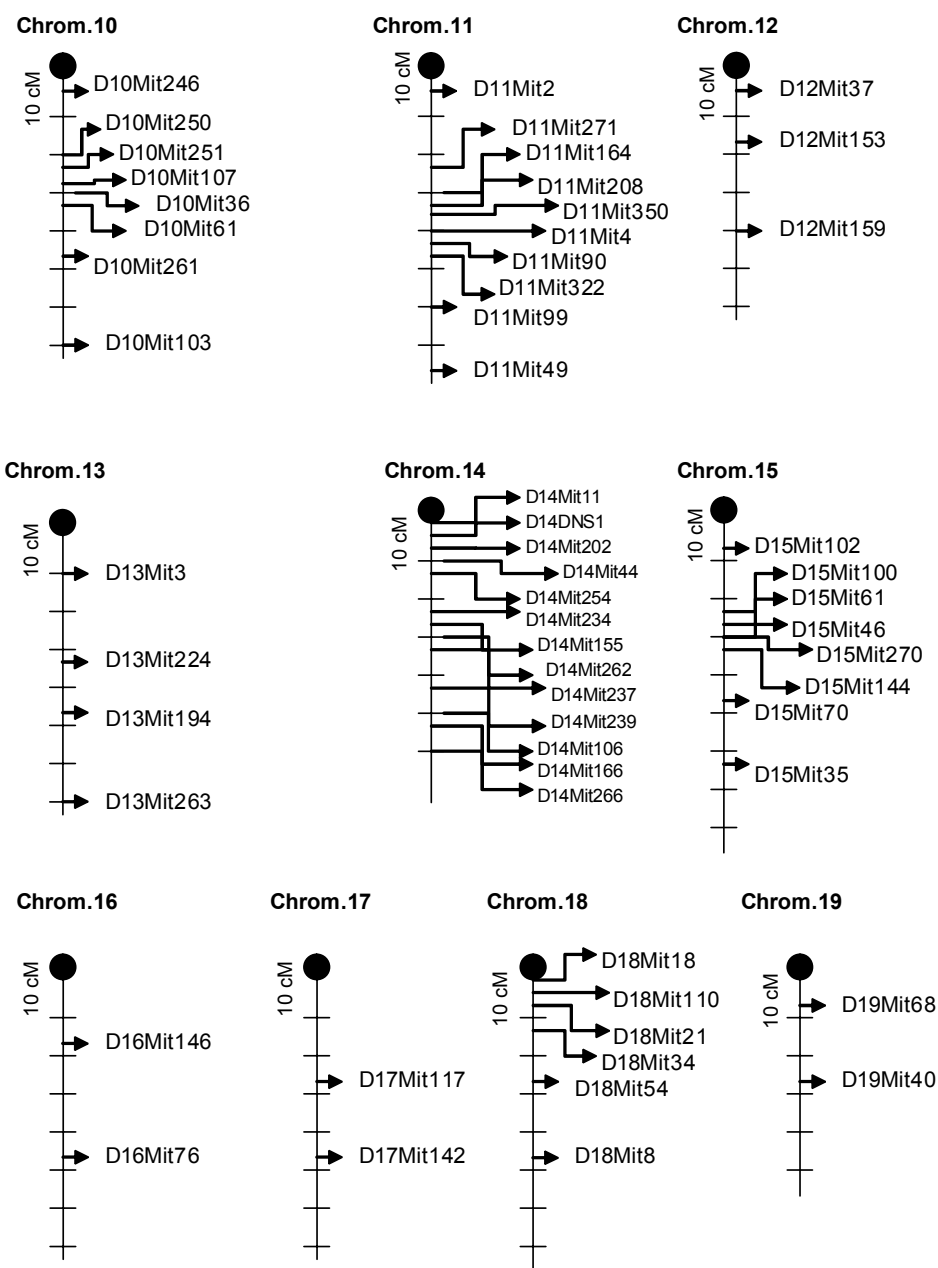 Chrom.10
10 cM
D10Mit246
D10Mit250
D10Mit251
D10Mit107
D10Mit36
D10Mit61
D10Mit261
D10Mit103
Chrom.11
10 cM
D11Mit2
D11Mit271
D11Mit164
D11Mit208
D11Mit350
D11Mit4
D11Mit90
D11Mit322
D11Mit99
D11Mit49
Chrom.12
10 cM
D12Mit37
D12Mit153
D12Mit159
Chrom.13
10 cM
D13Mit3
D13Mit224
D13Mit194
D13Mit263
Chrom.14
10 cM
D14Mit11
D14DNS1
D14Mit202
D14Mit44
D14Mit254
D14Mit234
D14Mit155
D14Mit262
D14Mit237
D14Mit239
D14Mit106
D14Mit166
D14Mit266
Chrom.15
10 cM
D15Mit102
D15Mit100
D15Mit61
D15Mit46
D15Mit270
D15Mit144
D15Mit70
D15Mit35
Chrom.16
10 cM
D16Mit146
D16Mit76
Chrom.17
10 cM
D17Mit117
D17Mit142
Chrom.18
10 cM
D18Mit18
D18Mit110
D18Mit21
D18Mit34
D18Mit54
D18Mit8
Chrom.19
10 cM
D19Mit68
D19Mit40